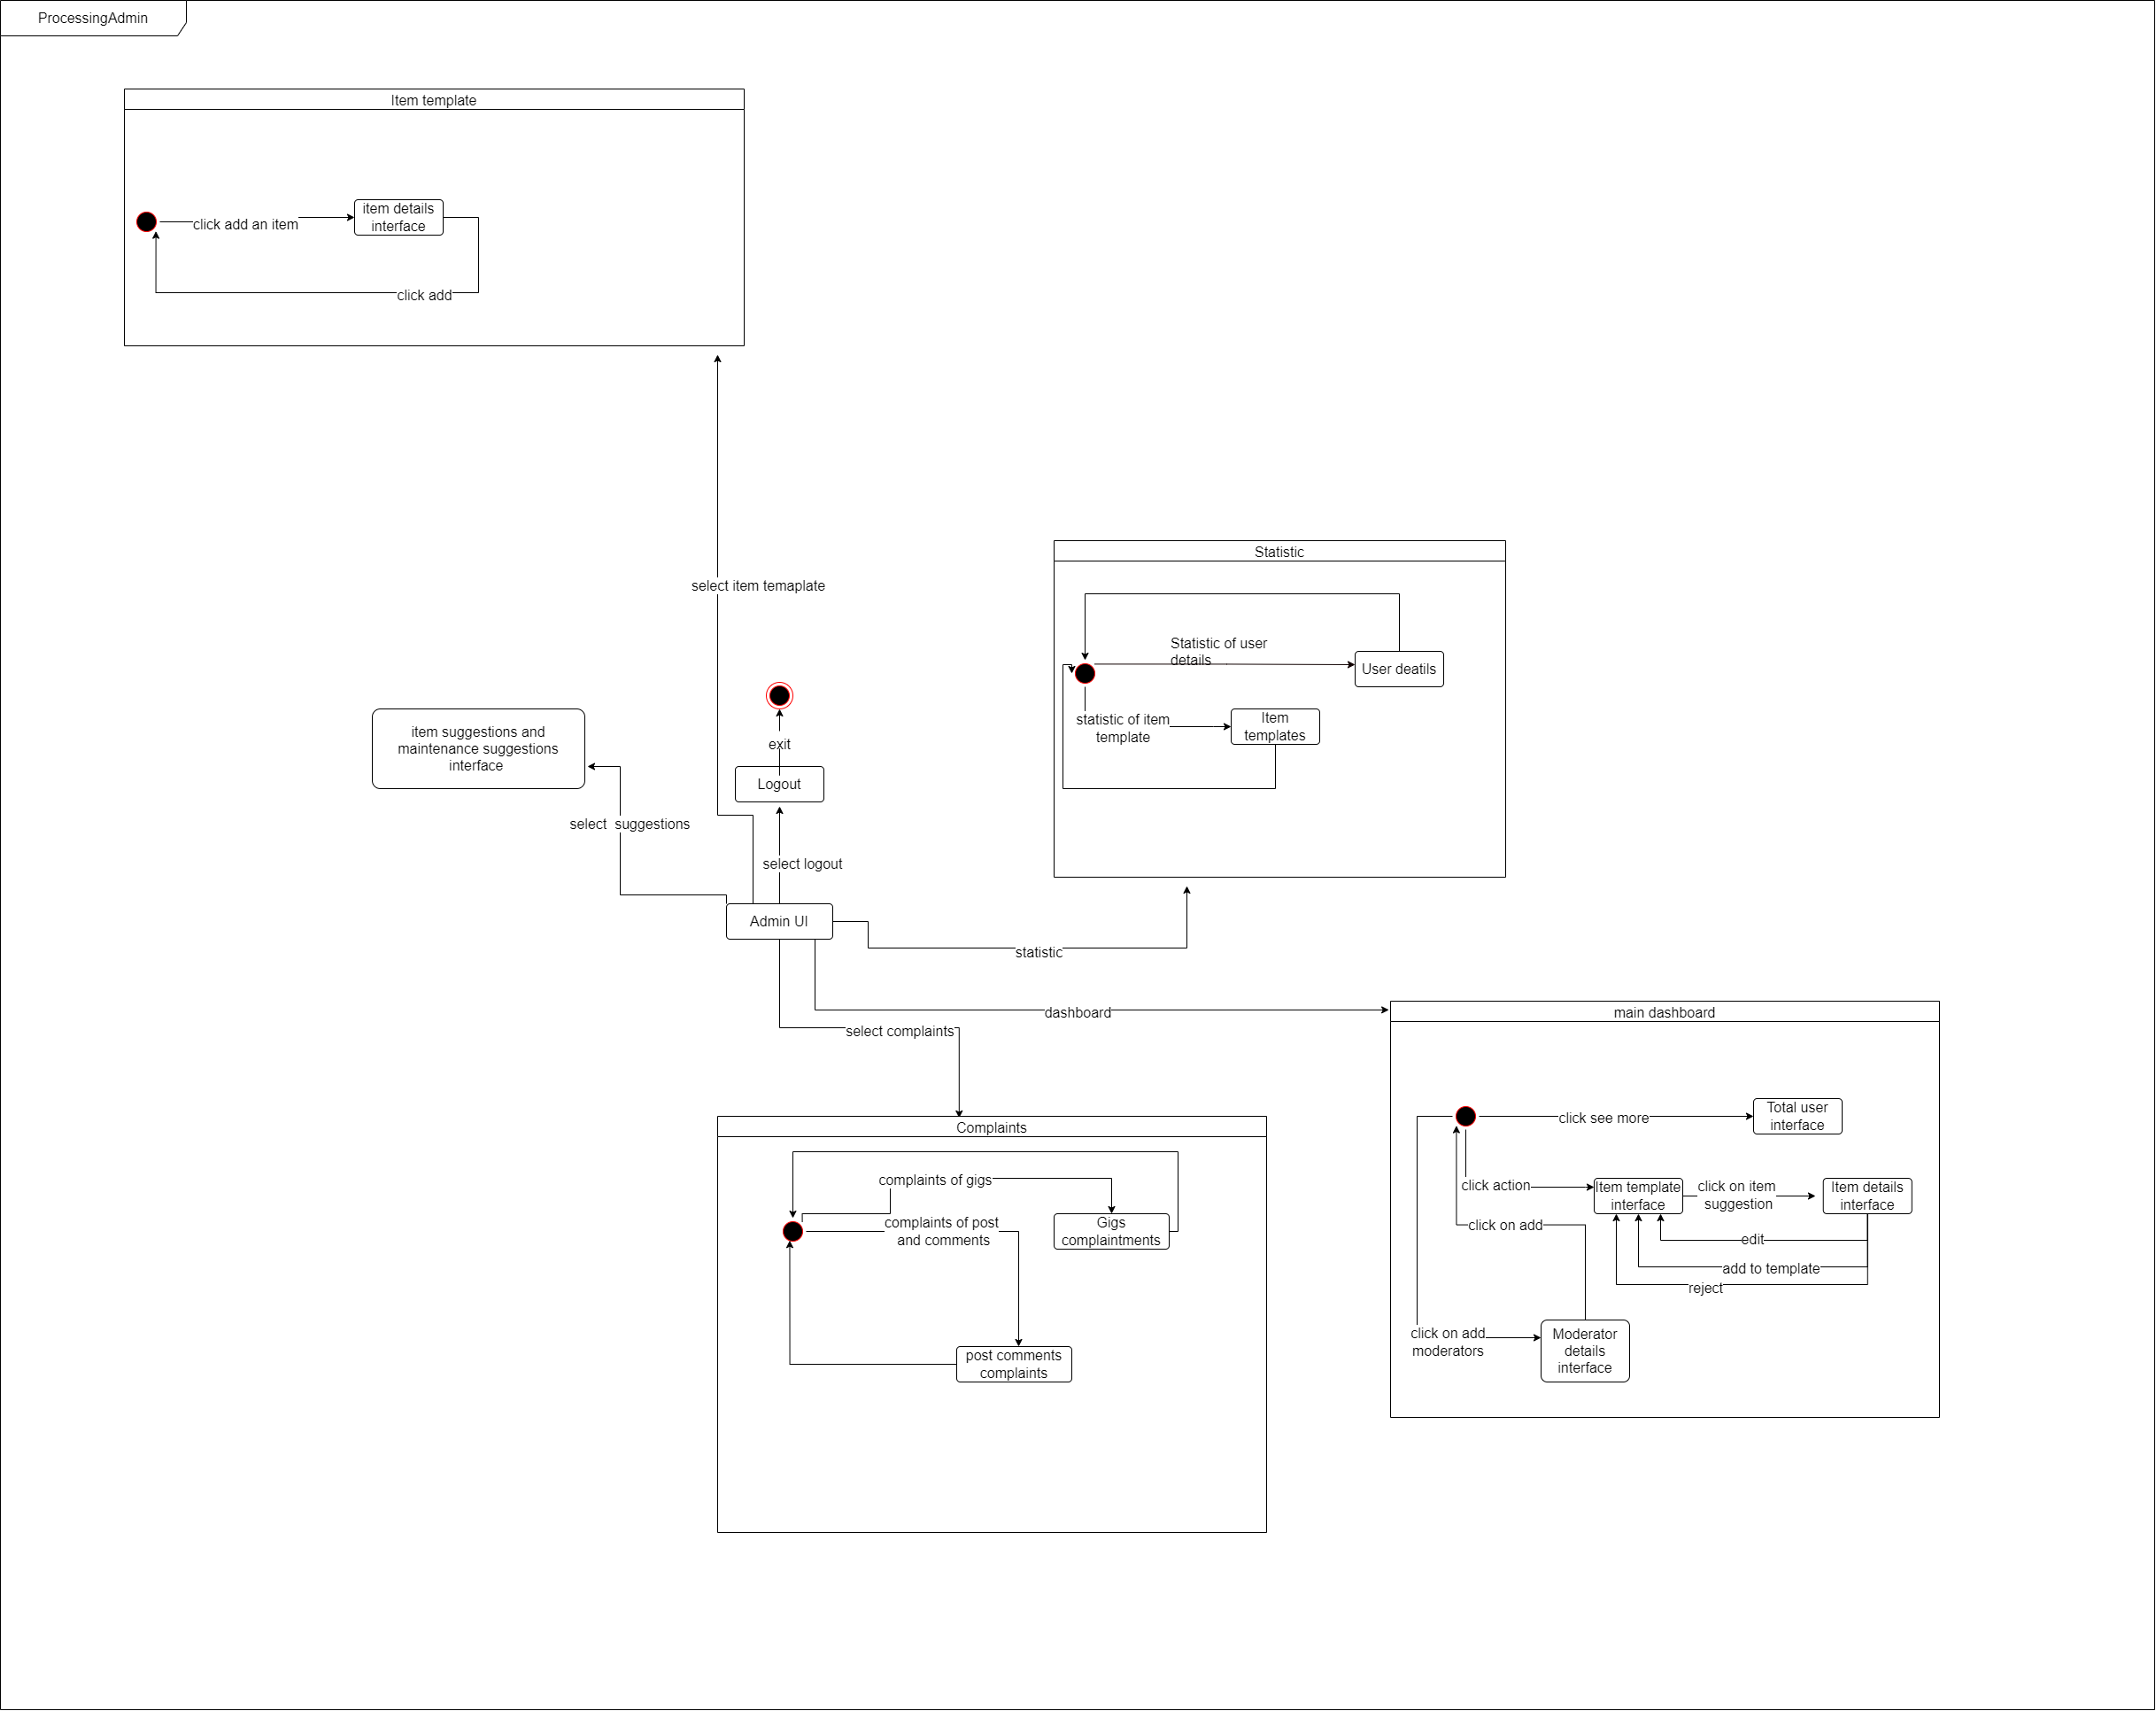 ProcessingAdmin
Item template
item details
interface
click add an item
click add
select item temaplate
Statistic
Statistic of user
details
User deatils
statistic of item
template
Item
templates
item suggestions and
maintenance suggestions
interface
exit
Logout
select  suggestions
select logout
Admin UI
statistic
dashboard
select complaints
main dashboard
click see more
Total user
interface
click action
Item template
interface
click on item
suggestion
Item details
interface
click on add
edit
add to template
reject
click on add
moderators
Moderator
details
interface
Complaints
complaints of gigs
complaints of post
and comments
Gigs
complaintments
post comments
complaints